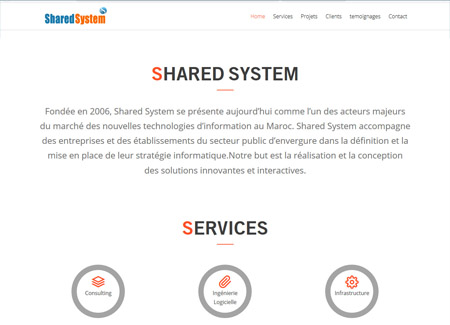 SharedSystem
Home Services Projets Clients temoignages Contact
SHARED SYSTEM
Fondée en 2006, Shared System se présente aujourd'hui comme l'un des acteurs majeurs
du marché des nouvelles technologies d'information au Maroc. Shared System accompagne
des entreprises et des établissements du secteur public d'envergure dans la définition et la
mise en place de leur stratégie informatique.Notre but est la réalisation et la conception
des solutions innovantes et interactives.
SERVICES
Consulting
Ingénierie
Logicielle
Infrastructure